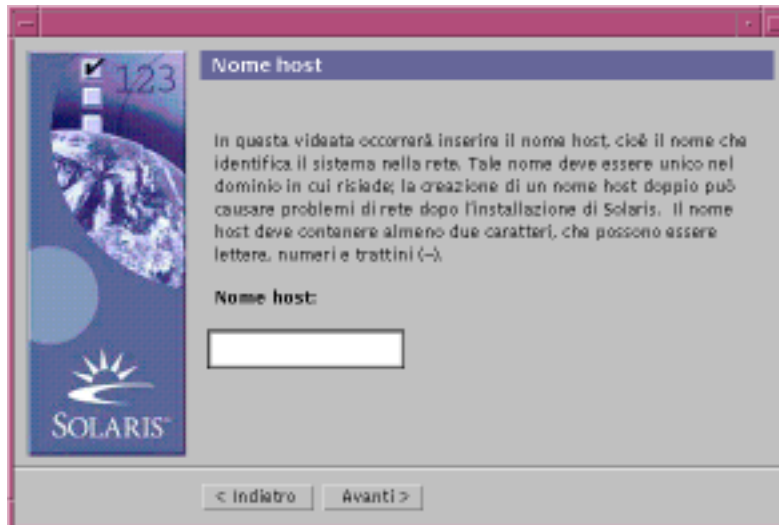 Nome host
123
In questa videata occorrerà inserire il nome host, cioè il nome che
identifica il sistema nella rete. Tale nome deve essere unico nel
dominio in cui risiede; la creazione di un nome host doppio può
causare problemi di rete dopo l'installazione di Solaris.  Il nome
host deve contenere almeno due caratteri, che possono essere
lettere, numeri e trattini (-).
Nome host:
SOLARIS™
< Indietro
Avanti >